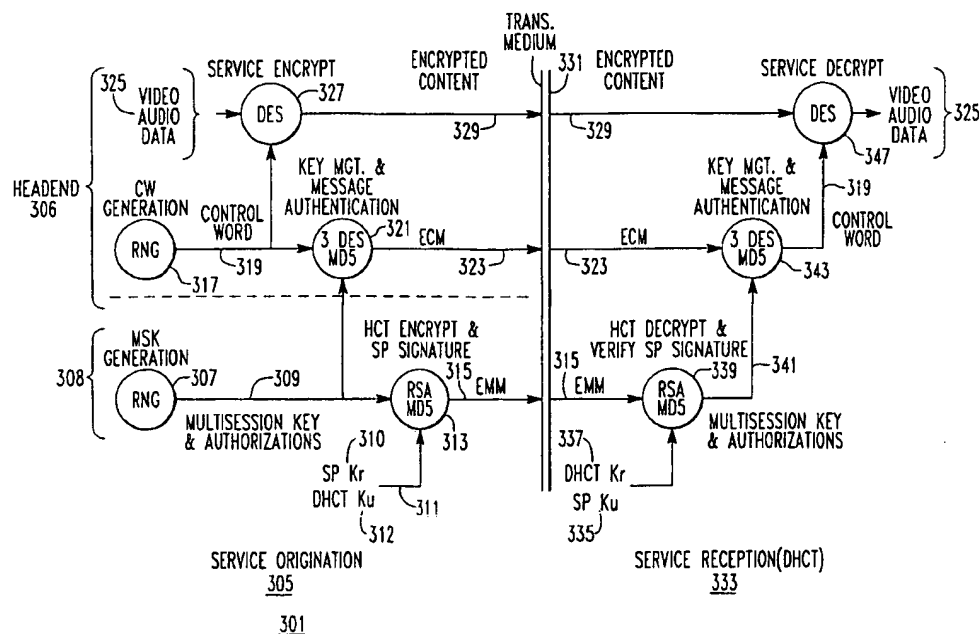 TRANS.
MEDIUM
331
ENCRYPTED
CONTENT
ENCRYPTED
CONTENT
SERVICE ENCRYPT
SERVICE DECRYPT
325
VIDEO
AUDIO
DATA
327
DES
329
329
DES
347
VIDEO
AUDIO
DATA
325
HEADEND
306
CW
GENERATION
RNG
317
CONTROL
WORD
319
KEY MGT. &
MESSAGE
AUTHENTICATION
321
3 DES
MD5
ECM
323
ECM
323
KEY MGT. &
MESSAGE
AUTHENTICATION
3 DES
MD5
343
319
CONTROL
WORD
308
MSK
GENERATION
307
RNG
309
MULTISESSION KEY
& AUTHORIZATIONS
HCT ENCRYPT &
SP SIGNATURE
315
RSA
MD5
313
EMM
315
EMM
HCT DECRYPT &
VERIFY SP SIGNATURE
339
RSA
MD5
341
MULTISESSION KEY
& AUTHORIZATIONS
310
SP Kr
DHCT Ku
311
312
337
DHCT Kr
SP Ku
335
SERVICE ORIGINATION
305
SERVICE RECEPTION(DHCT)
333
301